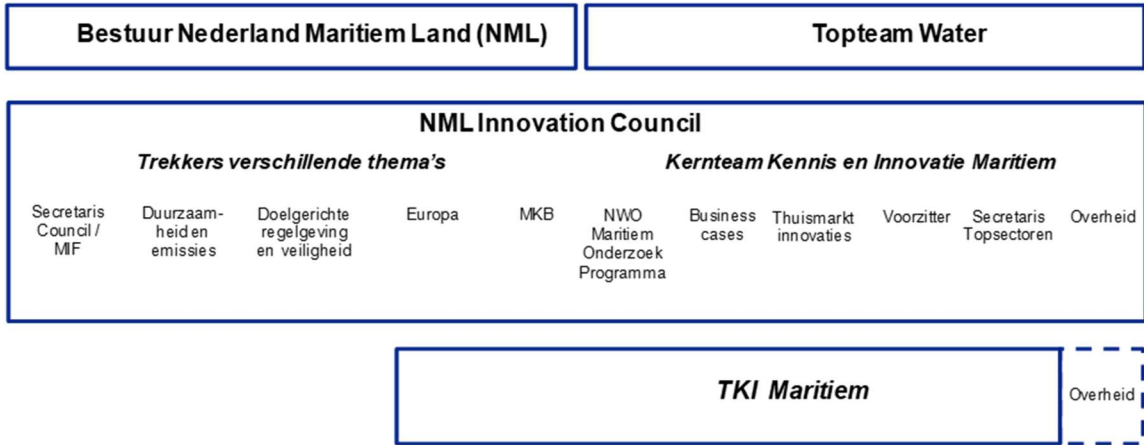 Bestuur Nederland Maritiem Land (NML)
Topteam Water
NML Innovation Council
Trekkers verschillende thema's
Kernteam Kennis en Innovatie Maritiem
Secretaris
Council /
MIF
Duurzaam-
heid en
emissies
Doelgerichte
regelgeving
en veiligheid
Europa
MKB
NWO
Maritiem
Onderzoek
Programma
Business
cases
Thuismarkt
innovaties
Voorzitter
Secretaris
Topsectoren
Overheid
TKI Maritiem
Overheid